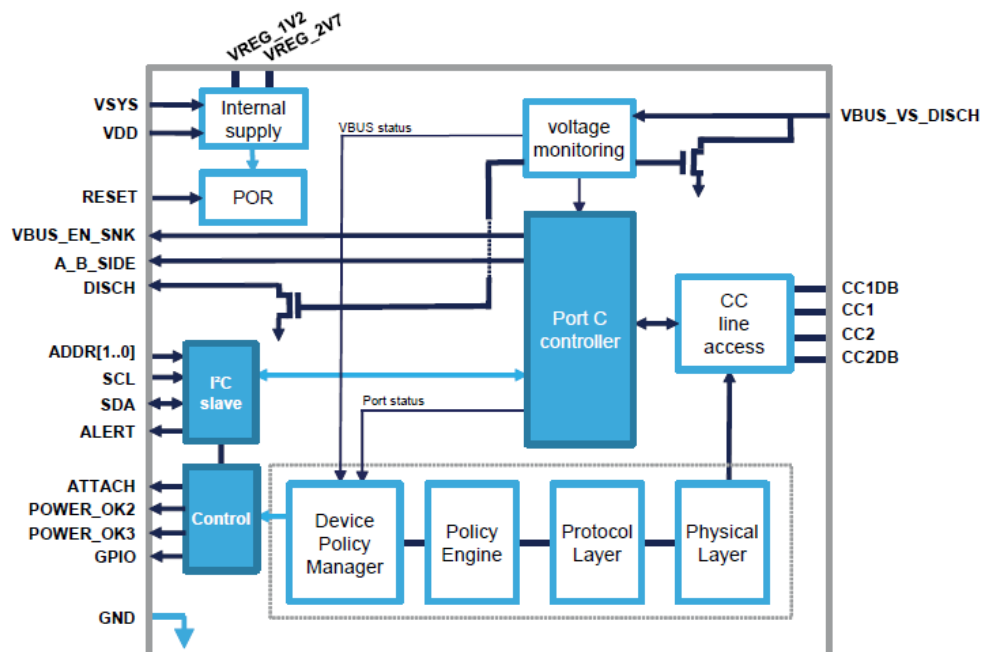 VREG_1V2
VREG_2V7
VSYS
VDD
Internal
supply
VBUS status
voltage
monitoring
VBUS_VS_DISCH
RESET
POR
VBUS_EN_SNK
A_B_SIDE
DISCH
Port C
controller
CC
line
access
CC1DB
CC1
CC2
CC2DB
ADDR[1..0]
SCL
SDA
ALERT
I²C
slave
Port status
ATTACH
POWER_OK2
POWER_OK3
GPIO
Control
Device
Policy
Manager
Policy
Engine
Protocol
Layer
Physical
Layer
GND